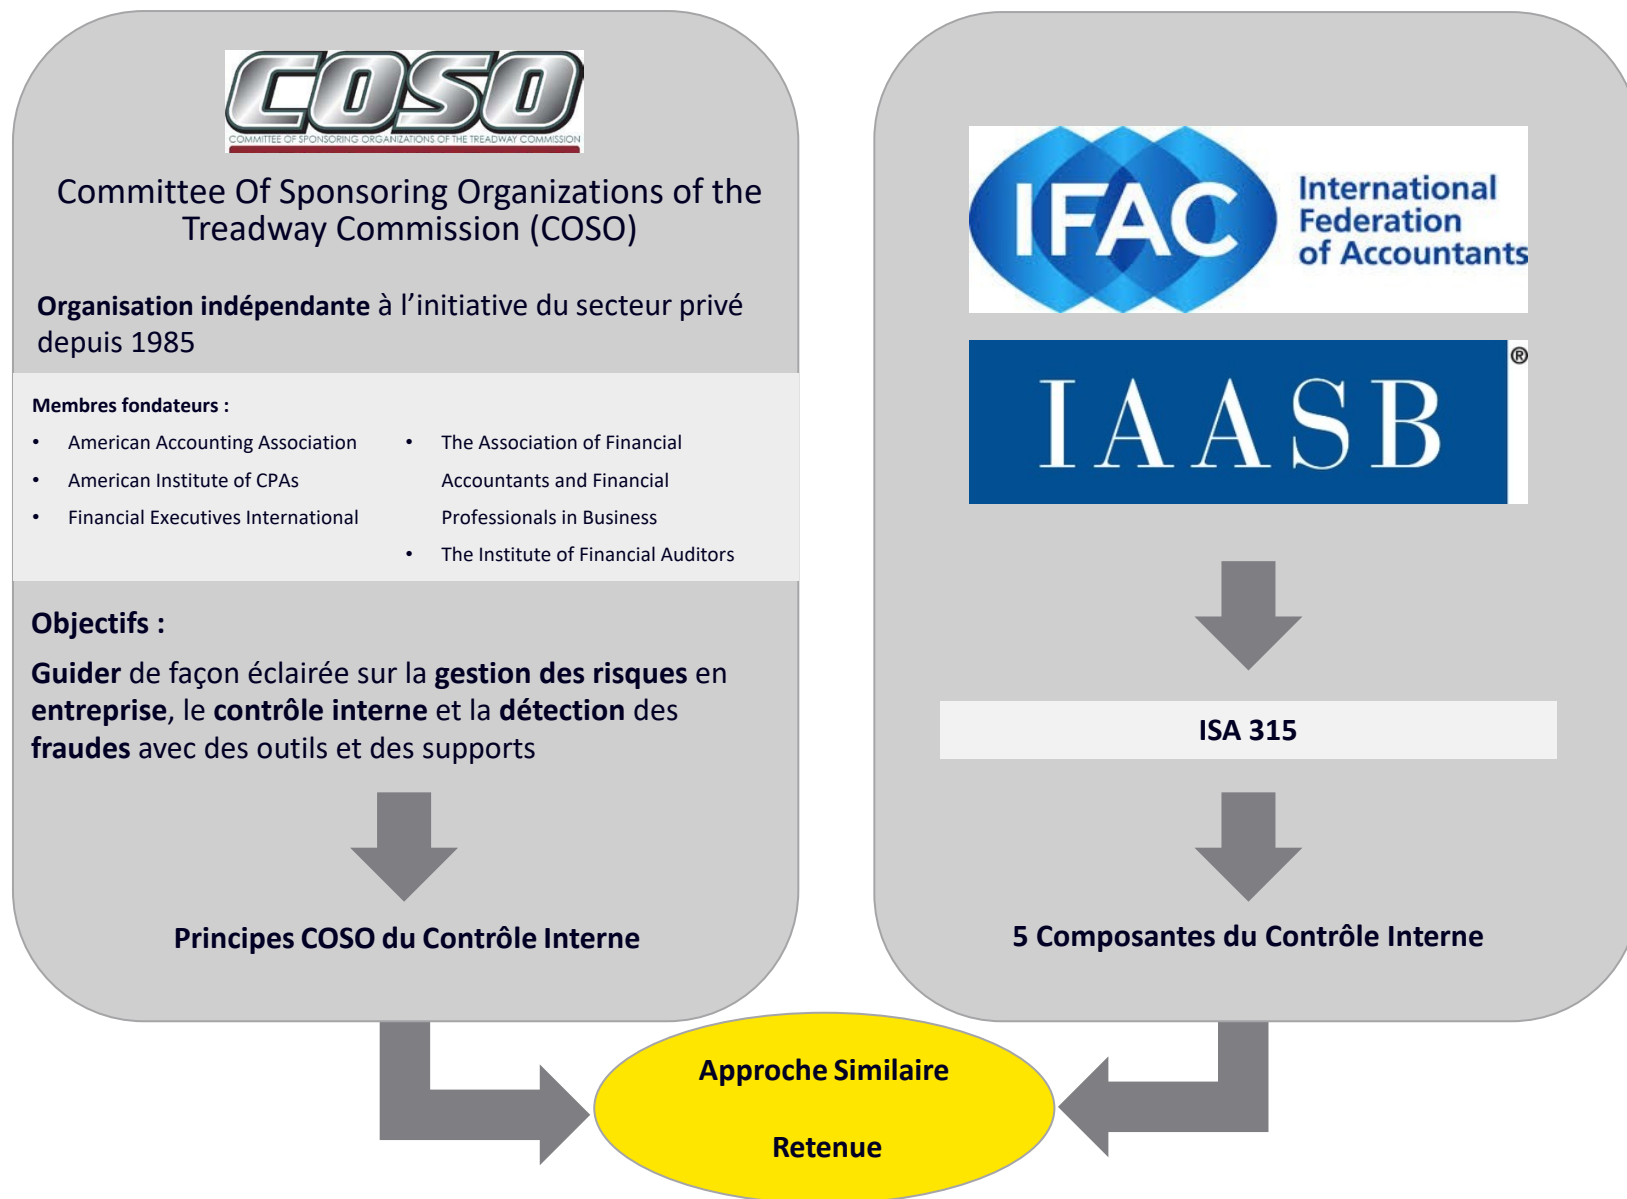 COSO
COMMITTEE OF SPONSORING ORGANIZATIONS OF THE TREADWAY COMMISSION
Committee Of Sponsoring Organizations of the
Treadway Commission (COSO)
Organisation indépendante à l’initiative du secteur privé
depuis 1985
Membres fondateurs :
• American Accounting Association
• American Institute of CPAs
• Financial Executives International
• The Association of Financial
Accountants and Financial
Professionals in Business
• The Institute of Financial Auditors
Objectifs :
Guider de façon éclairée sur la gestion des risques en
entreprise, le contrôle interne et la détection des
fraudes avec des outils et des supports
Principes COSO du Contrôle Interne
IFAC
International
Federation
of Accountants
IAASB
®
ISA 315
5 Composantes du Contrôle Interne
Approche Similaire
Retenue